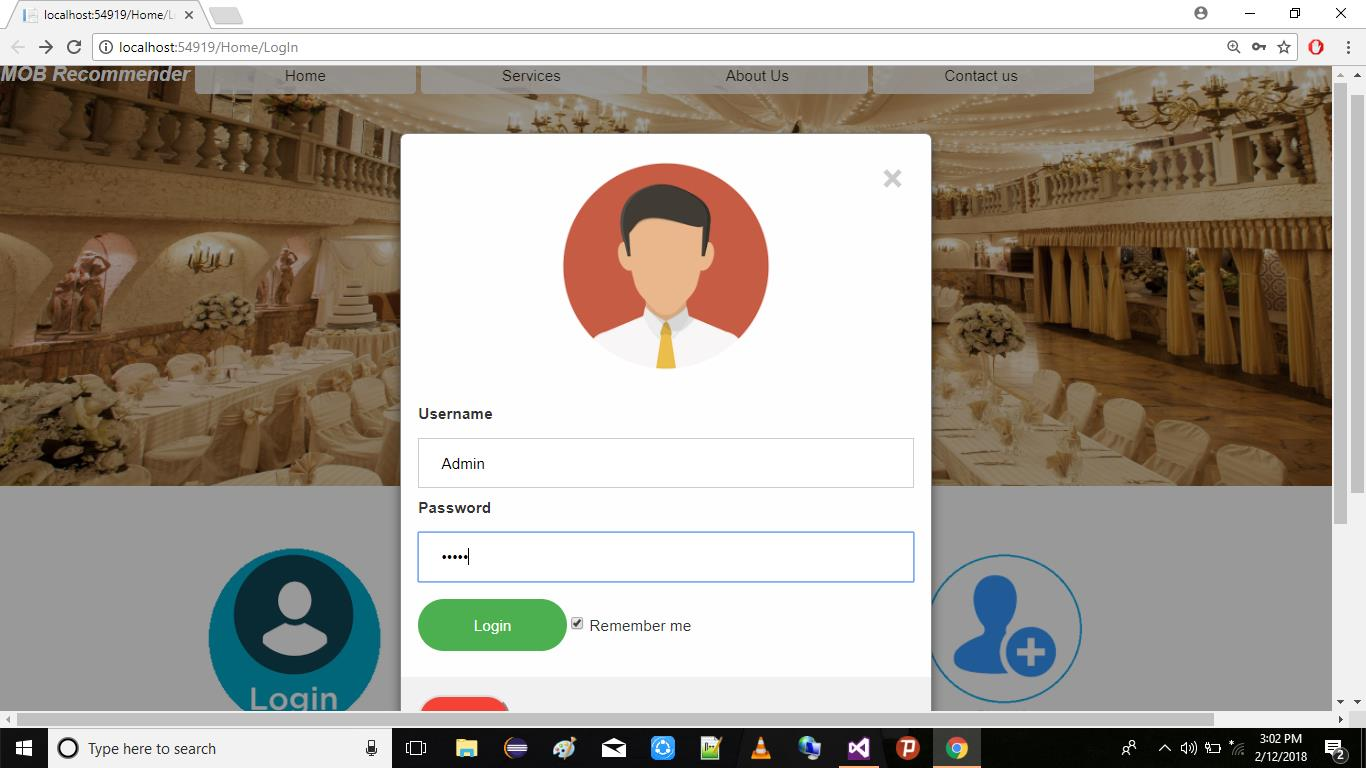 localhost:54919/Home/L
localhost:54919/Home/LogIn
MOB Recommender
Home
Services
About Us
Contact us
Username
Admin
Password
•••••
Login
Remember me
Login
Type here to search
3:02 PM
2/12/2018
2